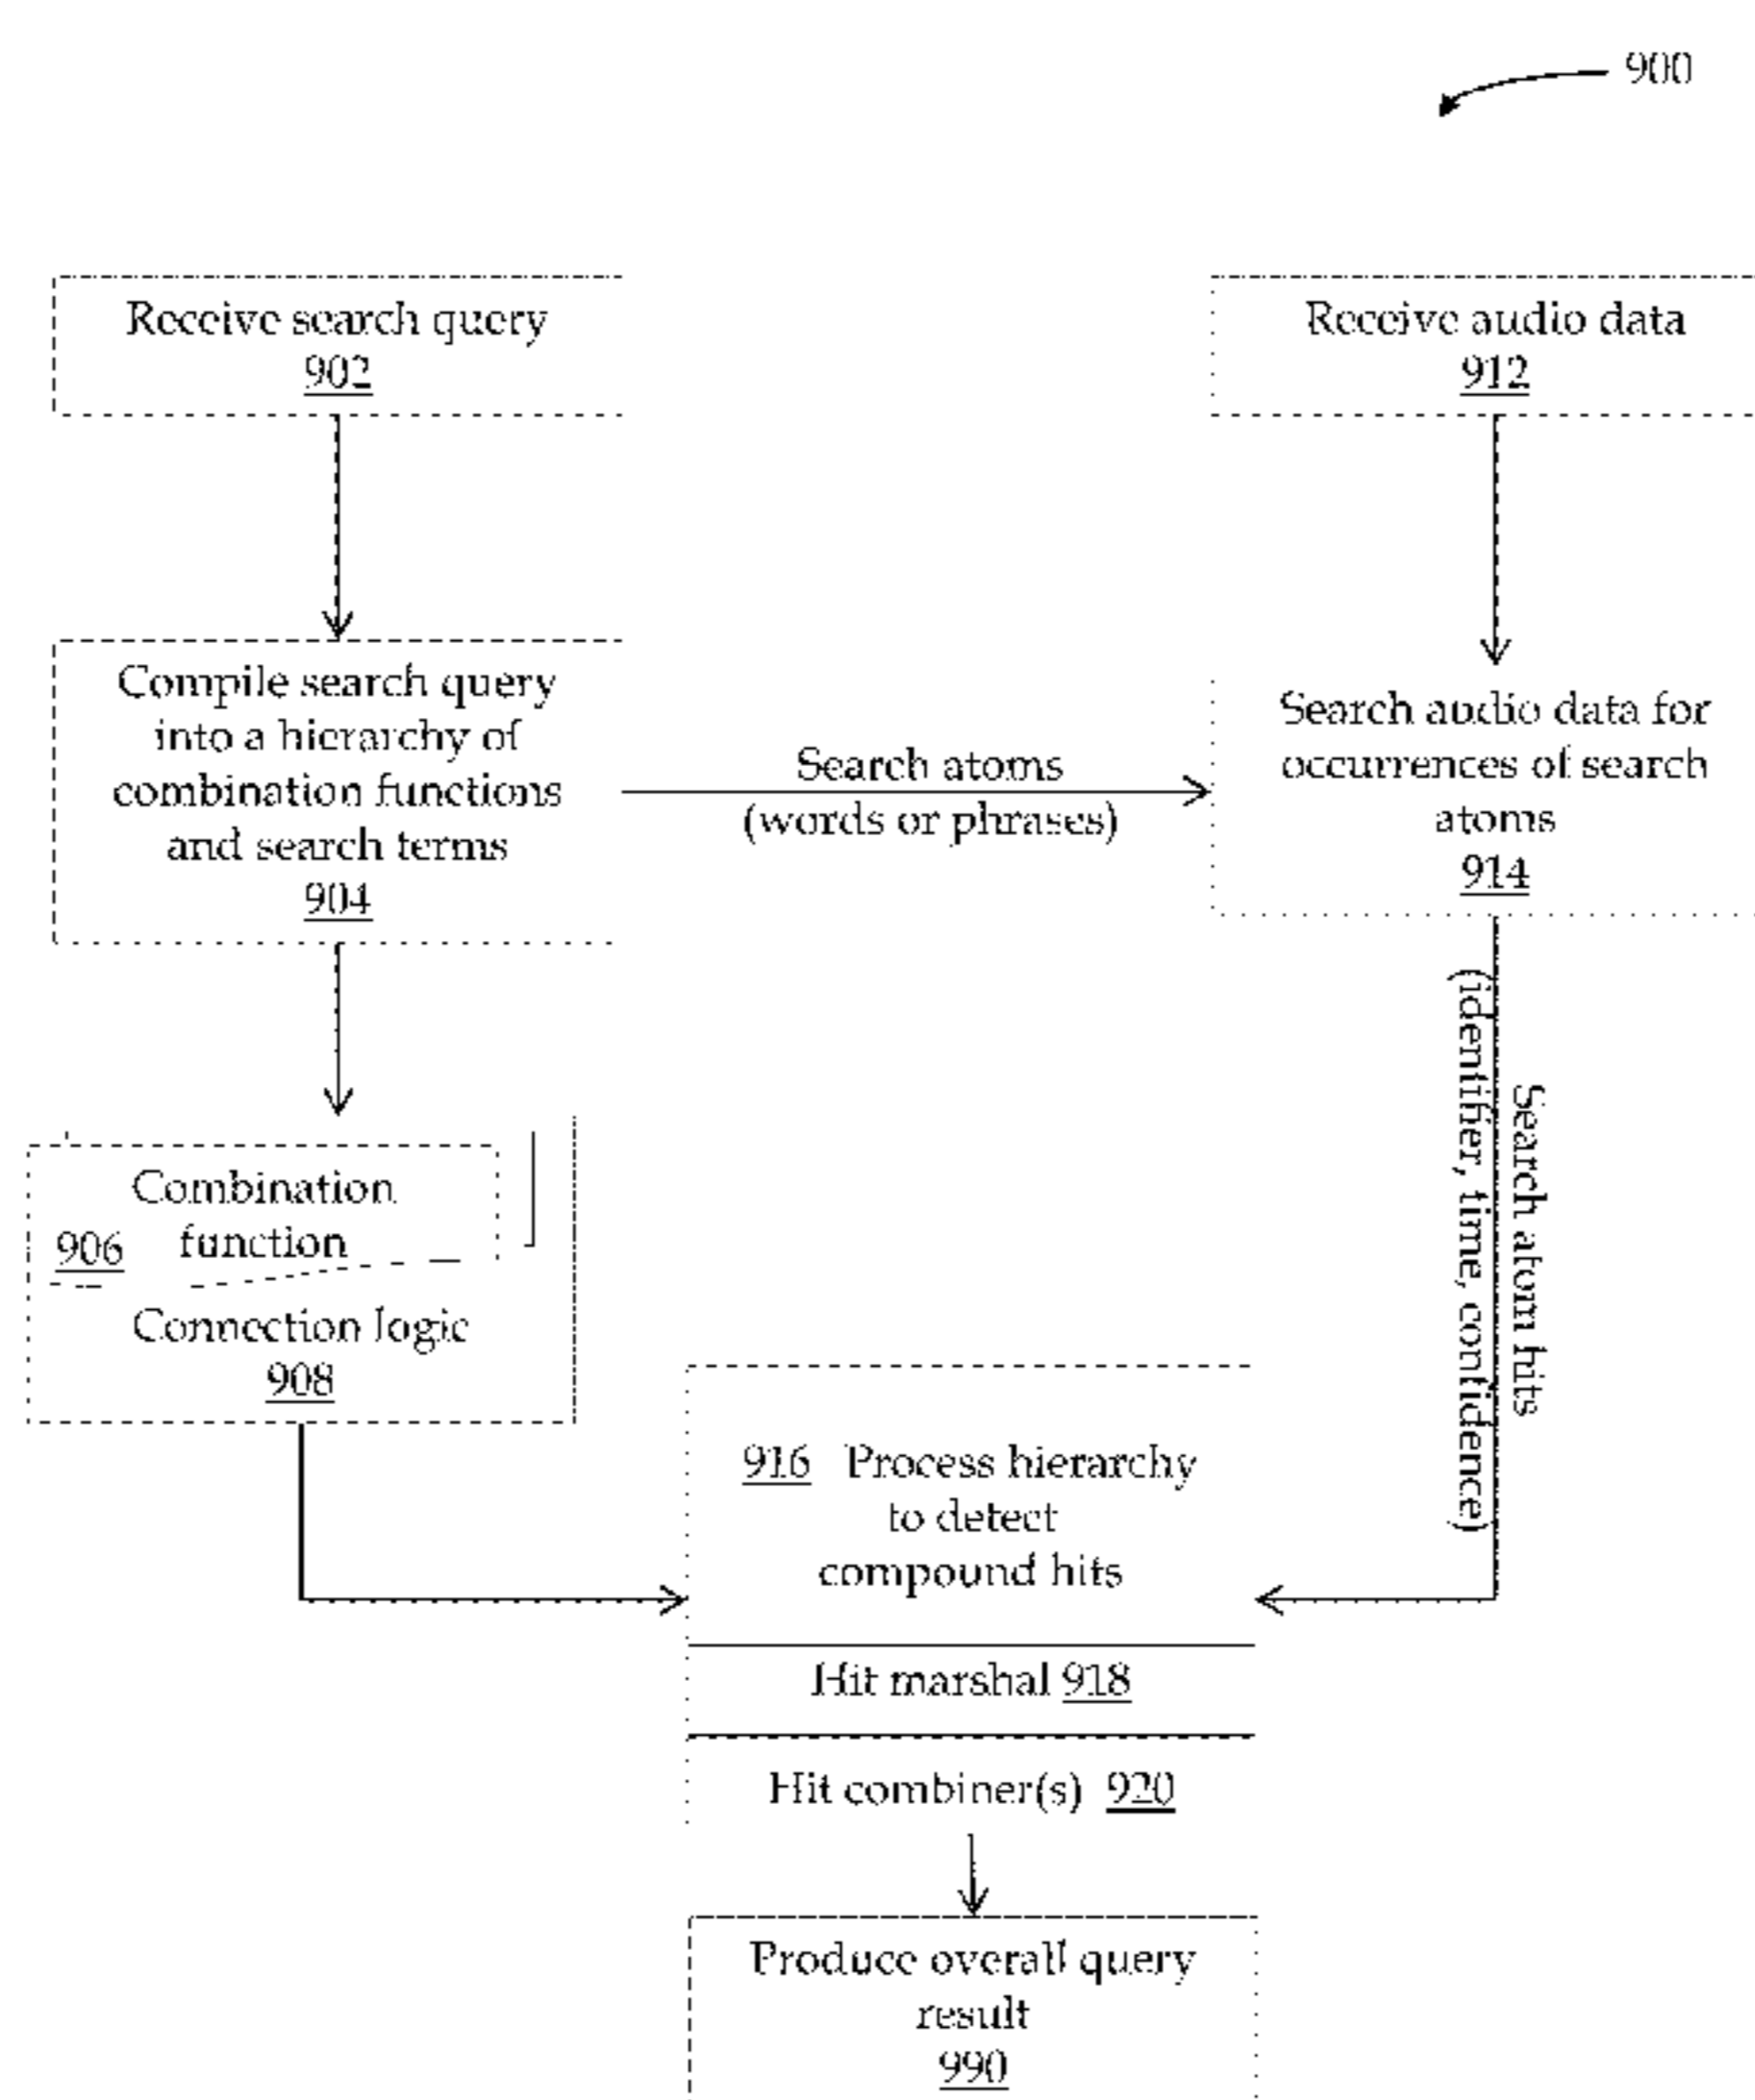 900
Receive search query
902
Receive audio data
912
Compile search query
into a hierarchy of
combination functions
and search terms
904
Search atoms
(words or phrases)
Search audio data for
occurrences of search
atoms
914
Search atom hits
(identifier, time, confidence)
Combination
906 function
Connection logic
908
916 Process hierarchy
to detect
compound hits
Hit marshal 918
Hit combiner(s) 920
Produce overall query
result
990